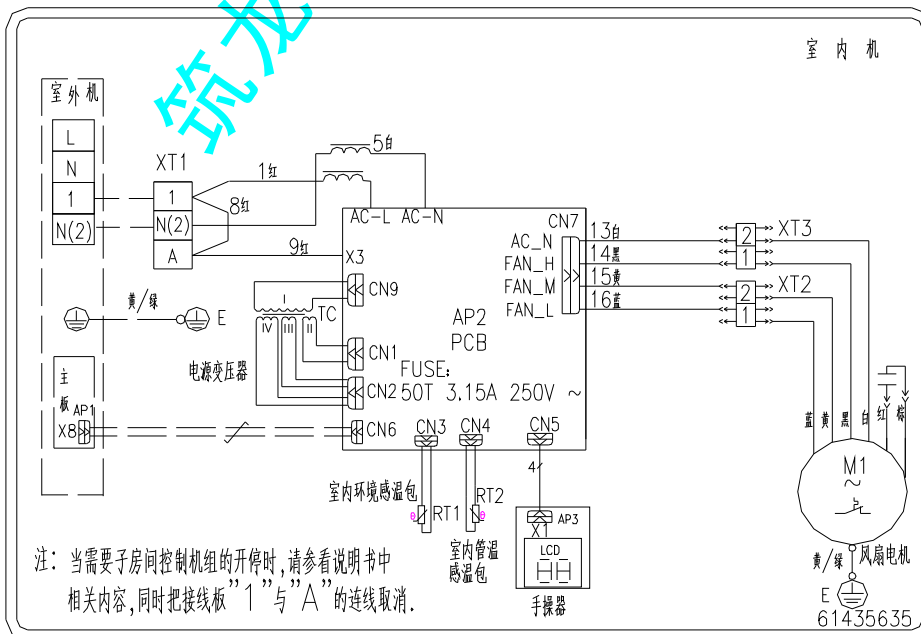 筑龙
室内机
室外机
L
N
1
N(2)
XT1
1
N(2)
A
1红
8红
9红
5白
AC-L AC-N
X3
CN7
AC_N
FAN_H
FAN_M
FAN_L
13白
14黑
15黄
16蓝
2
1
XT3
2
1
XT2
CN9
I
IV III II
TC
电源变压器
CN1
CN2
CN6
AP2
PCB
FUSE:
50T 3.15A 250V ~
黄/绿
E
主板
AP1
X8
CN3 CN4 CN5
4
室内环境感温包
θ
RT1
RT2
θ
室内管温
感温包
X1
AP3
LCD
手操器
蓝 黄 黑 白 红 棕
M1
~
黄/绿
风扇电机
E
61435635
注: 当需要子房间控制机组的开停时,请参看说明书中
相关内容,同时把接线板"1"与"A"的连线取消.